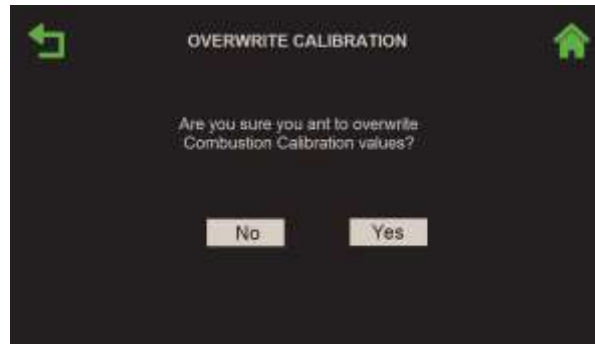 OVERWRITE CALIBRATION
Are you sure you ant to overwrite
Combustion Calibration values?
No Yes